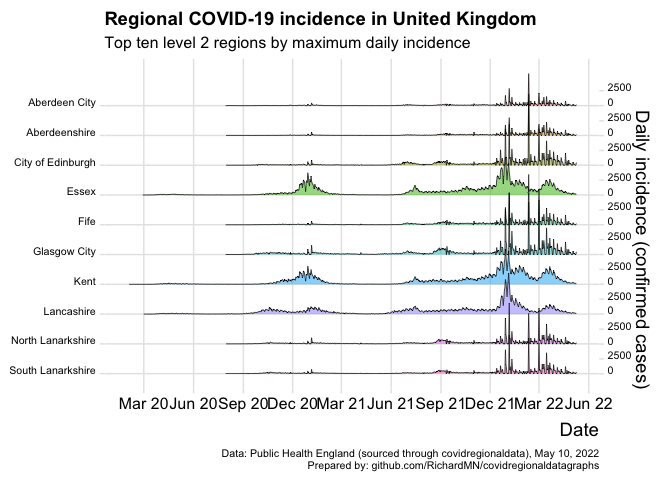 Regional COVID-19 incidence in United Kingdom
Top ten level 2 regions by maximum daily incidence
Aberdeen City
Aberdeenshire
City of Edinburgh
Essex
Fife
Glasgow City
Kent
Lancashire
North Lanarkshire
South Lanarkshire
2500
0
2500
0
2500
0
2500
0
2500
0
2500
0
2500
0
2500
0
2500
0
2500
0
Daily incidence (confirmed cases)
Mar 20 Jun 20 Sep 20 Dec 20 Mar 21 Jun 21 Sep 21 Dec 21 Mar 22 Jun 22
Date
Data: Public Health England (sourced through covidregionaldata), May 10, 2022
Prepared by: github.com/RichardMN/covidregionaldatagraphs